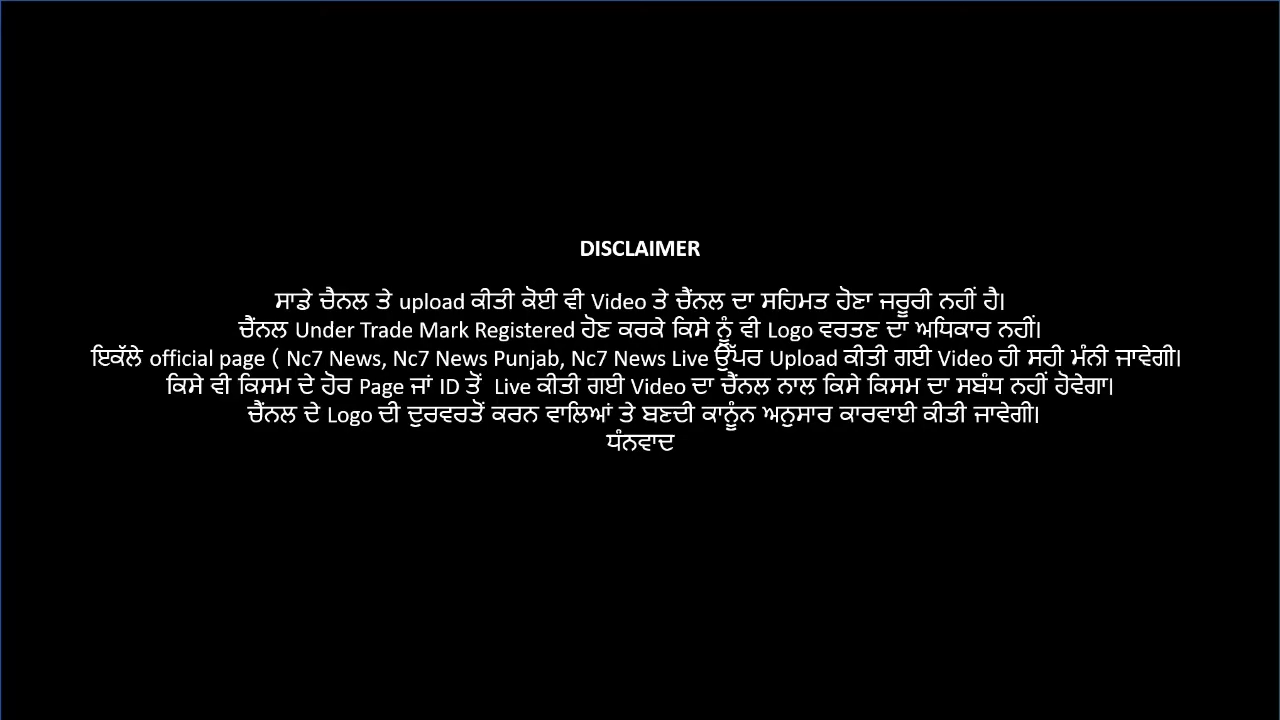 DISCLAIMER
ਸਾਡੇ ਚੈਨਲ ਤੇ upload ਕੀਤੀ ਕੋਈ ਵੀ Video ਤੇ ਚੈਂਨਲ ਦਾ ਸਹਿਮਤ ਹੋਣਾ ਜਰੂਰੀ ਨਹੀਂ ਹੈ।
ਚੈਂਨਲ Under Trade Mark Registered ਹੋਣ ਕਰਕੇ ਕਿਸੇ ਨੂੰ ਵੀ Logo ਵਰਤਣ ਦਾ ਅਧਿਕਾਰ ਨਹੀਂ।
ਇਕੱਲੇ official page ( Nc7 News, Nc7 News Punjab, Nc7 News Live ਉੱਪਰ Upload ਕੀਤੀ ਗਈ Video ਹੀ ਸਹੀ ਮੰਨੀ ਜਾਵੇਗੀ।
ਕਿਸੇ ਵੀ ਕਿਸਮ ਦੇ ਹੋਰ Page ਜਾਂ ID ਤੋਂ Live ਕੀਤੀ ਗਈ Video ਦਾ ਚੈਂਨਲ ਨਾਲ ਕਿਸੇ ਕਿਸਮ ਦਾ ਸਬੰਧ ਨਹੀਂ ਹੋਵੇਗਾ।
ਚੈਂਨਲ ਦੇ Logo ਦੀ ਦੁਰਵਰਤੋਂ ਕਰਨ ਵਾਲਿਆਂ ਤੇ ਬਣਦੀ ਕਾਨੂੰਨ ਅਨੁਸਾਰ ਕਾਰਵਾਈ ਕੀਤੀ ਜਾਵੇਗੀ।
ਧੰਨਵਾਦ